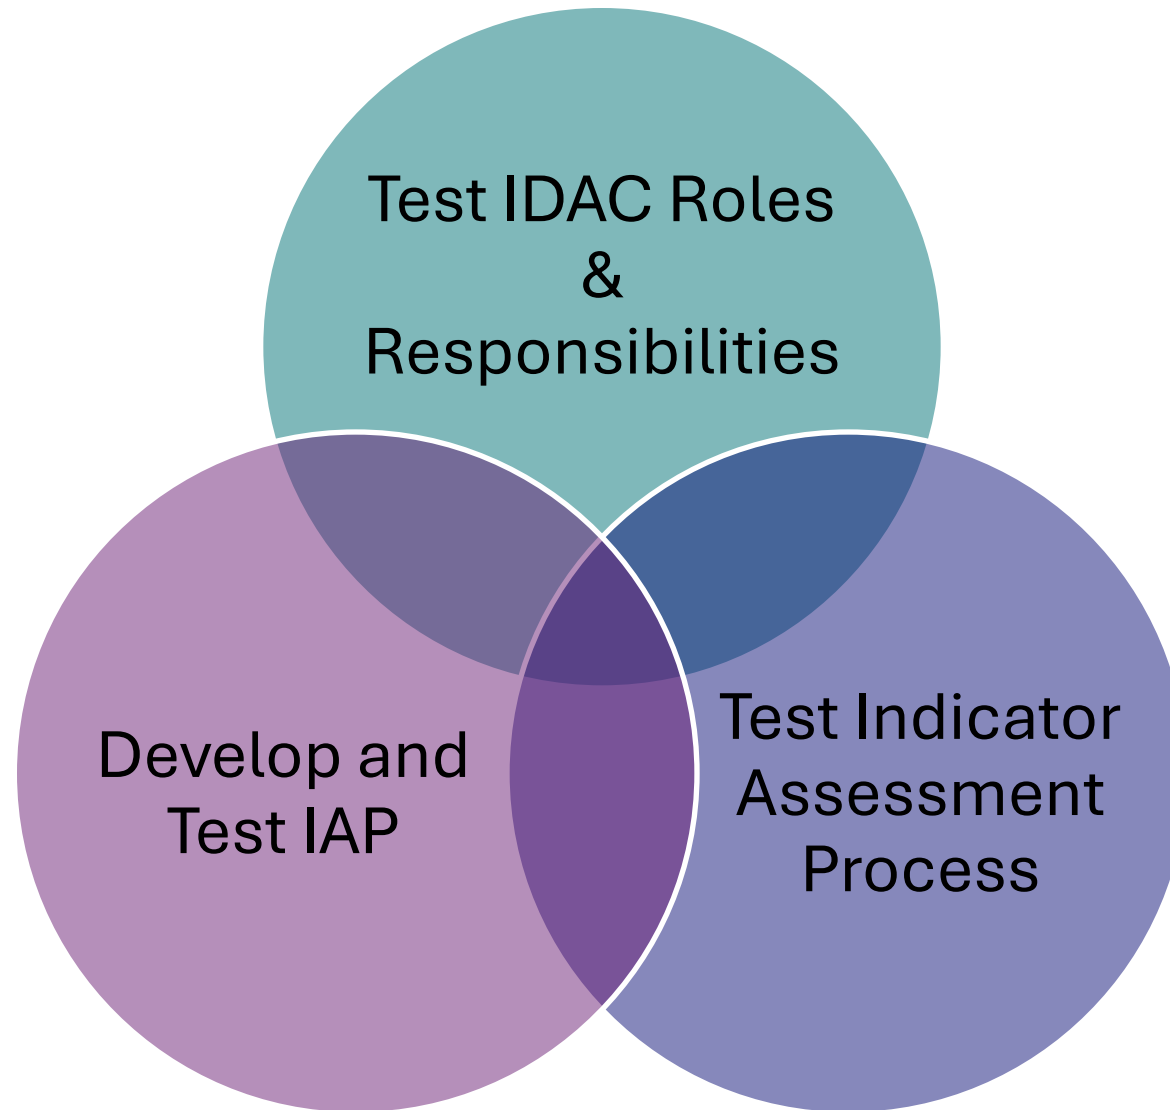 Test IDAC Roles
&
Responsibilities
Develop and
Test IAP
Test Indicator
Assessment
Process